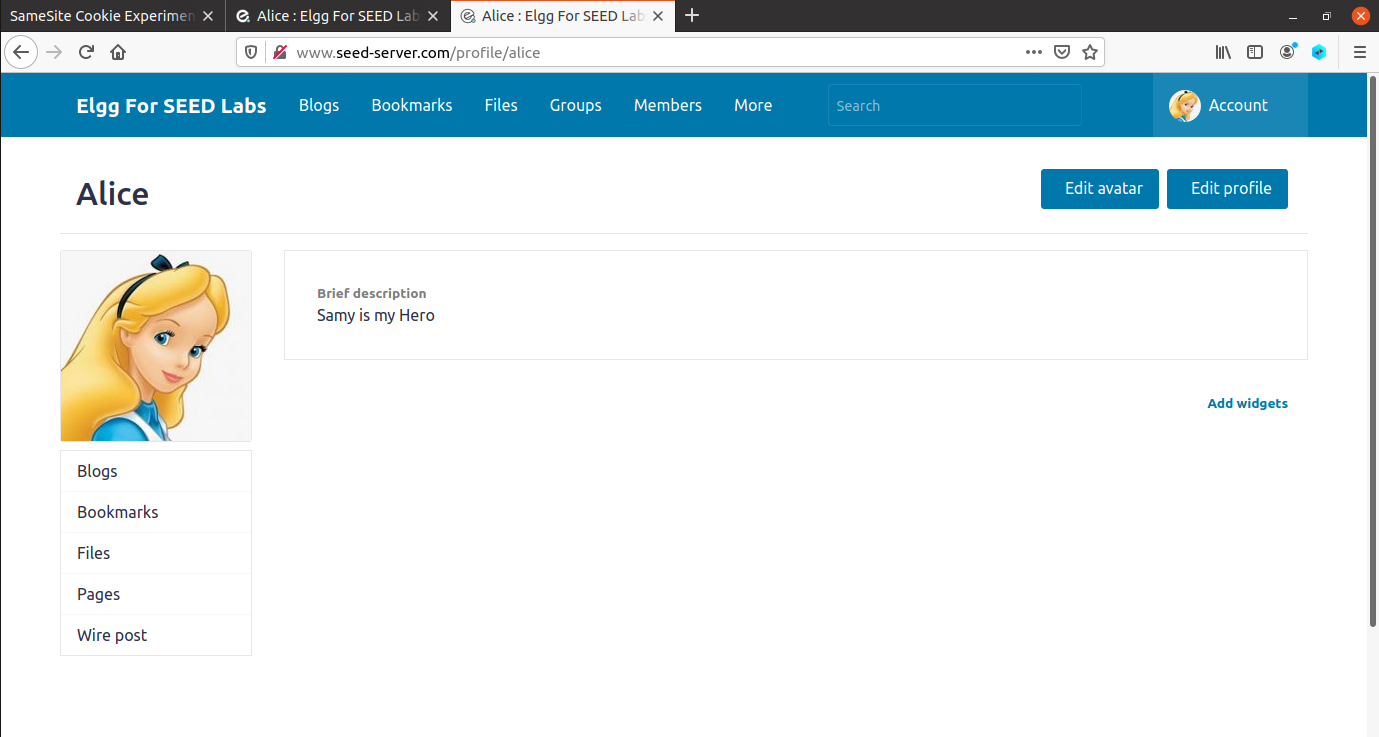 SameSite Cookie Experimen
Alice : Elgg For SEED Lab
Alice : Elgg For SEED Lab
www.seed-server.com/profile/alice
Elgg For SEED Labs Blogs Bookmarks Files Groups Members More Search Account
Alice Edit avatar Edit profile
Brief description
Samy is my Hero
Add widgets
Blogs
Bookmarks
Files
Pages
Wire post